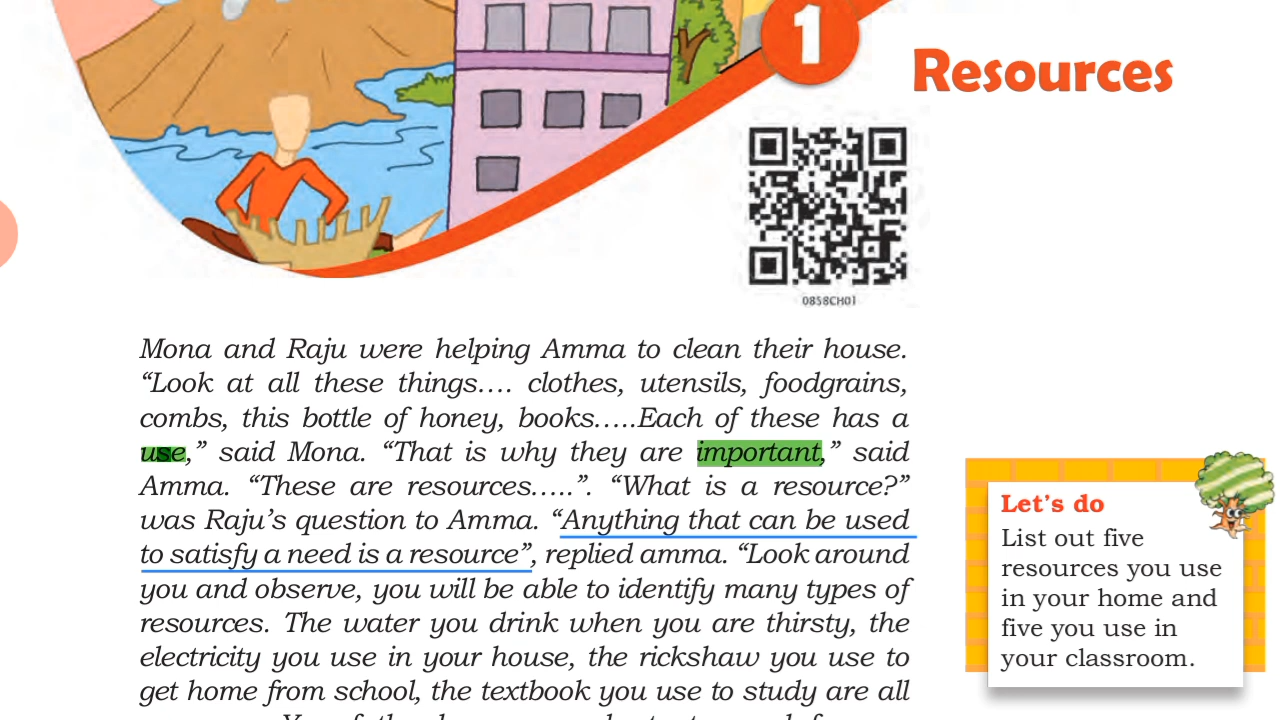 1
Resources
0858CH01
Mona and Raju were helping Amma to clean their house.
“Look at all these things.... clothes, utensils, foodgrains,
combs, this bottle of honey, books.....Each of these has a
use,” said Mona. “That is why they are important,” said
Amma. “These are resources.....”. “What is a resource?”
was Raju’s question to Amma. “Anything that can be used
to satisfy a need is a resource”, replied amma. “Look around
you and observe, you will be able to identify many types of
resources. The water you drink when you are thirsty, the
electricity you use in your house, the rickshaw you use to
get home from school, the textbook you use to study are all
Let’s do
List out five
resources you use
in your home and
five you use in
your classroom.